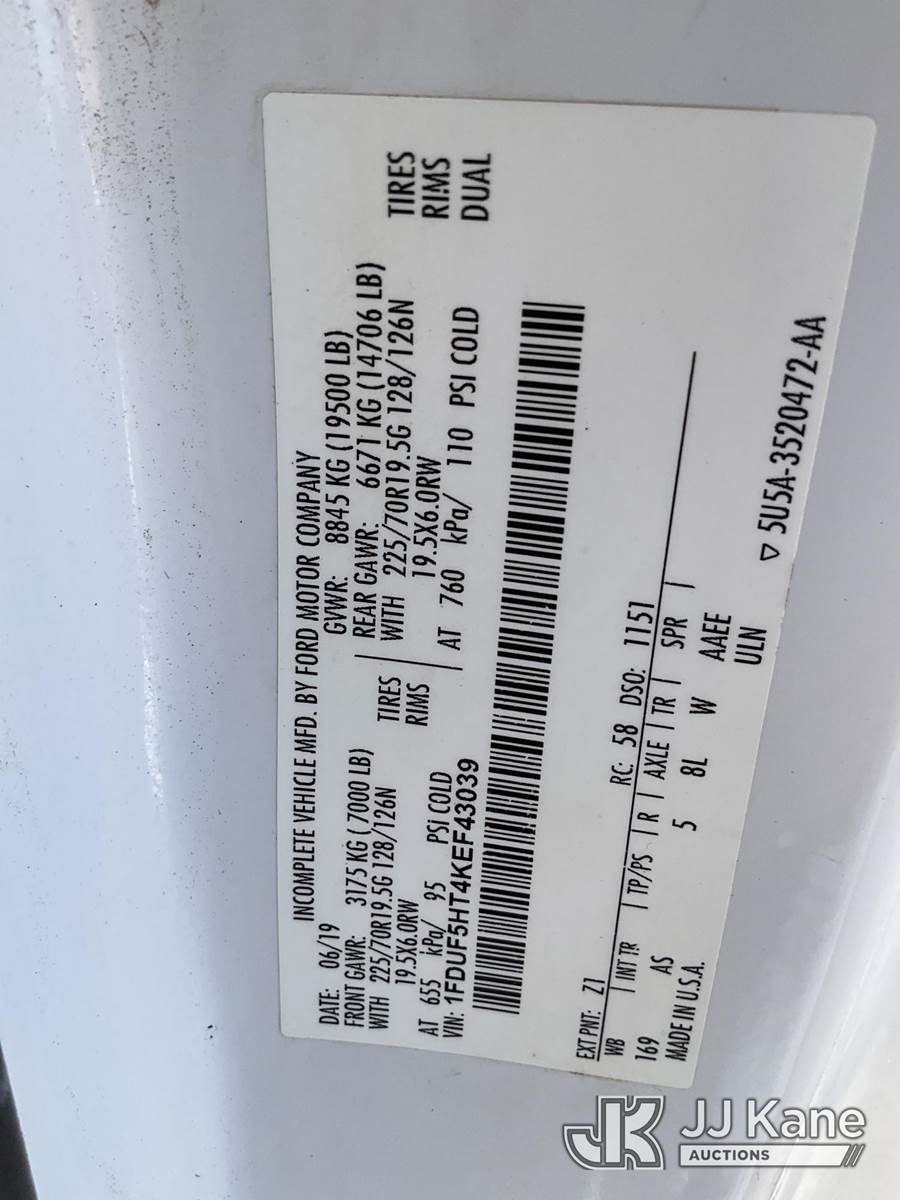 INCOMPLETE VEHICLE MFD. BY FORD MOTOR COMPANY
DATE: 06/19 GVWR: 8845 KG (19500 LB)
FRONT GAWR: 3175 KG ( 7000 LB) REAR GAWR: 6671 KG (14706 LB)
WITH 225/70R19.5G 128/126N TIRES WITH 225/70R19.5G 128/126N TIRES
19.5X6.0RW RIMS 19.5X6.0RW RIMS
AT 655 kPa/ 95 PSI COLD AT 760 kPa/ 110 PSI COLD DUAL
VIN: 1FDUF5HT4KEF43039
EXT PNT: Z1 RC: 58 DSO: 1151
WB | INT TR | TP/PS | R | AXLE | TR | SPR |
169 AS 5 8L W AAEE
MADE IN U.S.A. ULN
▽ 5U5A-3520472-AA
JK JJ Kane
AUCTIONS